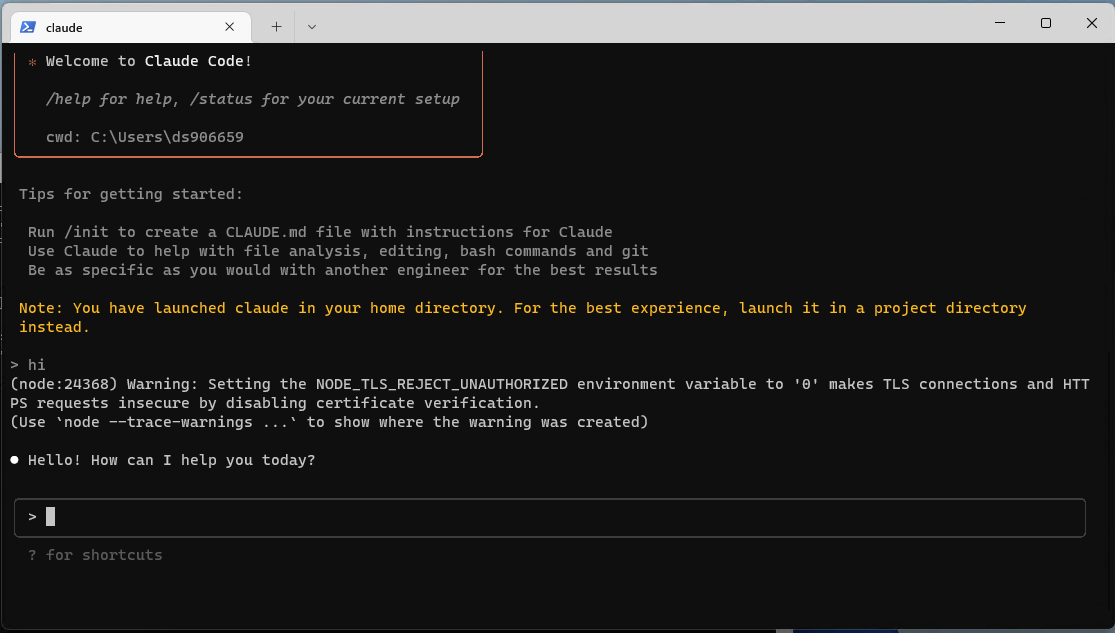 claude
* Welcome to Claude Code!
/help for help, /status for your current setup
cwd: C:\Users\ds906659
Tips for getting started:
Run /init to create a CLAUDE.md file with instructions for Claude
Use Claude to help with file analysis, editing, bash commands and git
Be as specific as you would with another engineer for the best results
Note: You have launched claude in your home directory. For the best experience, launch it in a project directory
instead.
> hi
(node:24368) Warning: Setting the NODE_TLS_REJECT_UNAUTHORIZED environment variable to '0' makes TLS connections and HTT
PS requests insecure by disabling certificate verification.
(Use `node --trace-warnings ...` to show where the warning was created)
● Hello! How can I help you today?
>
? for shortcuts